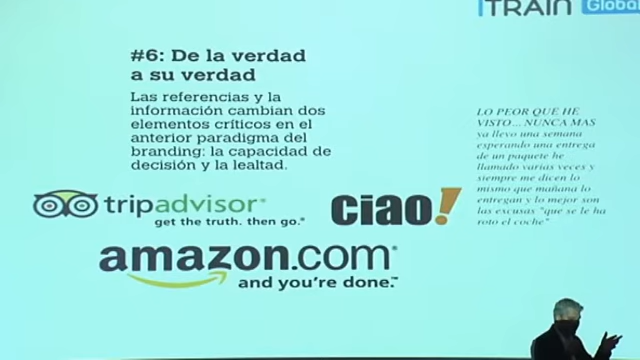 ITRAIN Global
#6: De la verdad
a su verdad
Las referencias y la
información cambian dos
elementos críticos en el
anterior paradigma del
branding: la capacidad de
decisión y la lealtad.
LO PEOR QUE HE
VISTO... NUNCA MAS
ya llevo una semana
esperando una entrega
de un paquete he
llamado varias veces y
siempre me dicen lo
mismo que mañana lo
entregan y lo mejor son
las excusas "que se le ha
roto el coche"
tripadvisor®
get the truth. then go.®
ciao!
amazon.com®
and you're done.™